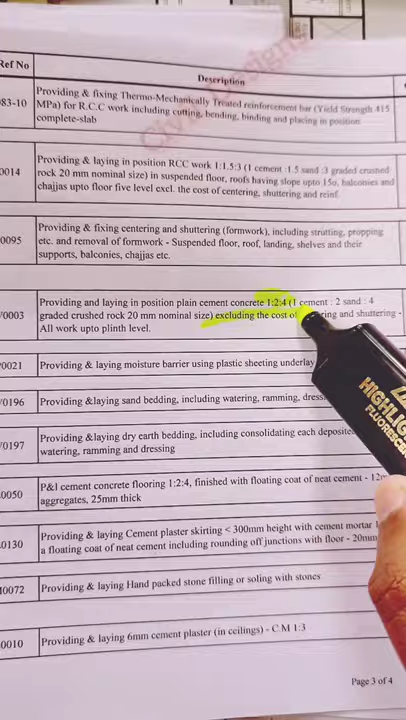 Ref No
Description
83-10
Providing & fixing Thermo-Mechanically Treated reinforcement bar (Yield Strength 415
MPa) for R.C.C work including cutting, bending, binding and placing in position
complete-slab
0014
Providing & laying in position RCC work 1:1.5:3 (1 cement :1.5 sand :3 graded crushed
rock 20 mm nominal size) in suspended floor, roofs having slope upto 15o, balconies and
chajjas upto floor five level excl. the cost of centering, shuttering and reinf.
0095
Providing & fixing centering and shuttering (formwork), including strutting, propping
etc. and removal of formwork - Suspended floor, roof, landing, shelves and their
supports, balconies, chajjas etc.
0003
Providing and laying in position plain cement concrete 1:2:4 (1 cement : 2 sand : 4
graded crushed rock 20 mm nominal size) excluding the cost of and shuttering -
All work upto plinth level.
0021
Providing & laying moisture barrier using plastic sheeting underlay
0196
Providing &laying sand bedding, including watering, ramming,
0197
Providing &laying dry earth bedding, including consolidating each
watering, ramming and dressing
0050
P&l cement concrete flooring 1:2:4, finished with floating coat of neat cement -
aggregates, 25mm thick
0130
Providing & laying Cement plaster skirting < 300mm height with cement mortar
a floating coat of neat cement including rounding off junctions with floor - 20mm
0072
Providing & laying Hand packed stone filling or soling with stones
0010
Providing & laying 6mm cement plaster (in ceilings) - C.M 1:3
Page 3 of 4
HIGHLIG
FLUORESCE